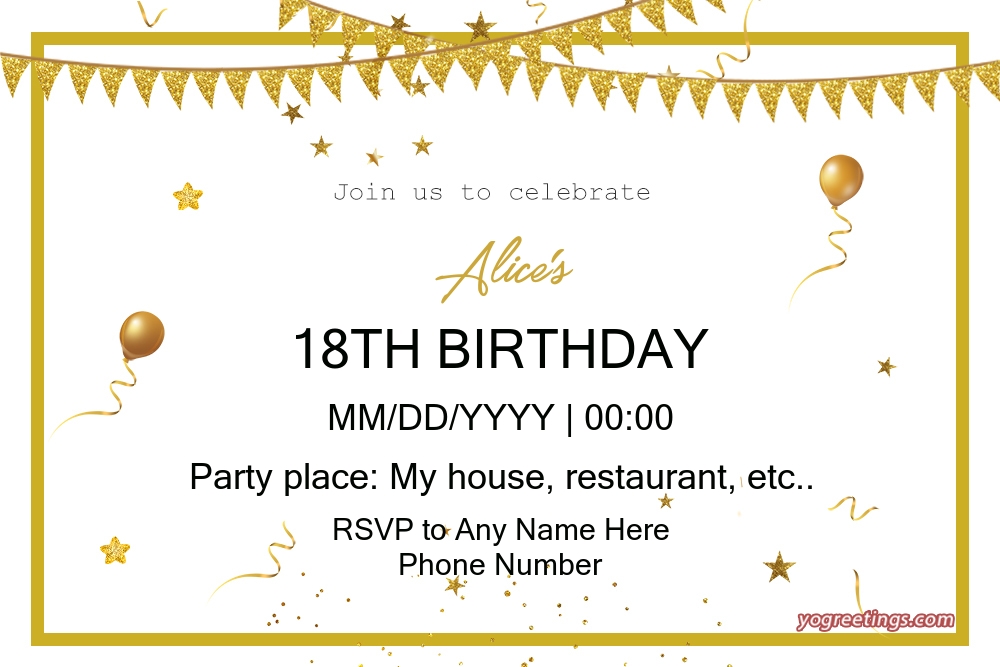 Join us to celebrate
Alice's
18TH BIRTHDAY
MM/DD/YYYY | 00:00
Party place: My house, restaurant, etc..
RSVP to Any Name Here
Phone Number
yogreetings.com